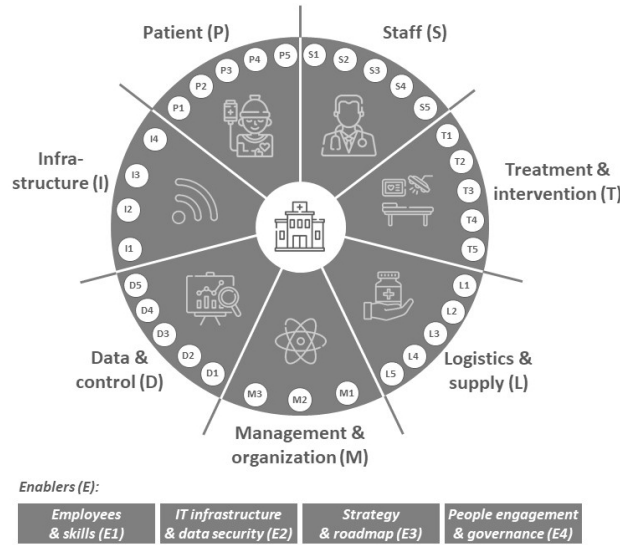 Patient (P)
Staff (S)
P1
P2
P3
P4
P5
S1
S2
S3
S4
S5
Infra-
structure (I)
I4
I3
I2
I1
T1
T2
T3
T4
T5
Treatment &
intervention (T)
D5
D4
D3
D2
D1
Data &
control (D)
L1
L2
L3
L4
L5
Logistics &
supply (L)
M3
M2
M1
Management &
organization (M)
Enablers (E):
Employees
& skills (E1)
IT infrastructure
& data security (E2)
Strategy
& roadmap (E3)
People engagement
& governance (E4)